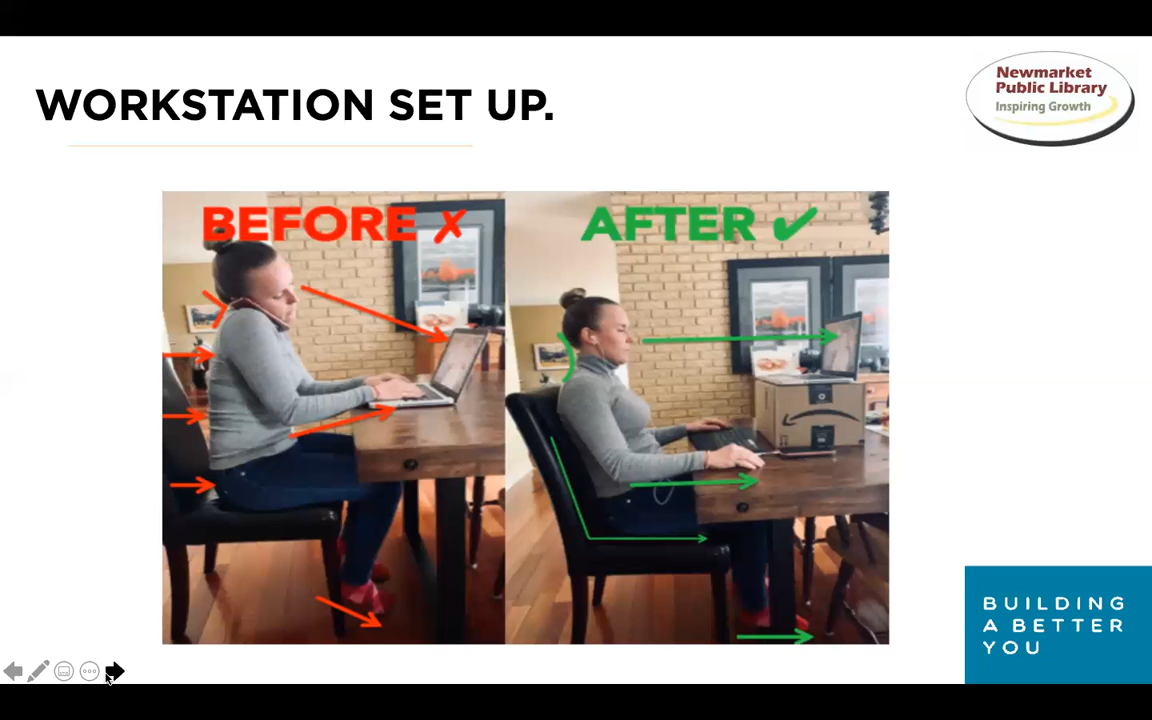 WORKSTATION SET UP.
Newmarket
Public Library
Inspiring Growth
BEFORE ✗
AFTER ✔
BUILDING
A BETTER
YOU